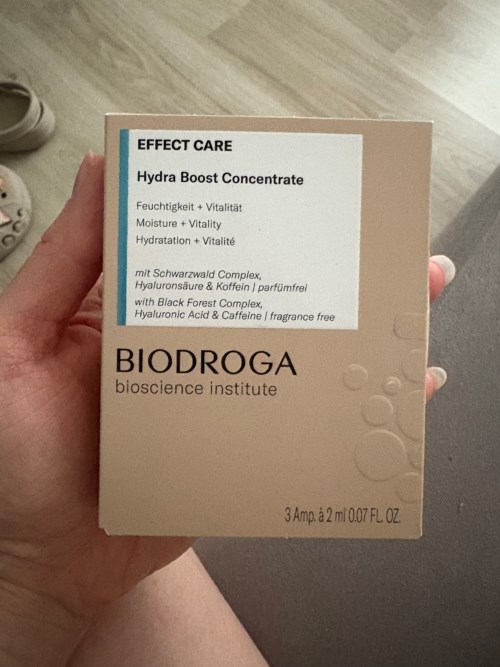 EFFECT CARE
Hydra Boost Concentrate
Feuchtigkeit + Vitalität
Moisture + Vitality
Hydratation + Vitalité
mit Schwarzwald Complex,
Hyaluronsäure & Koffein | parfümfrei
with Black Forest Complex,
Hyaluronic Acid & Caffeine | fragrance free
BIODROGA
bioscience institute
3 Amp. à 2 ml 0.07 FL. OZ.